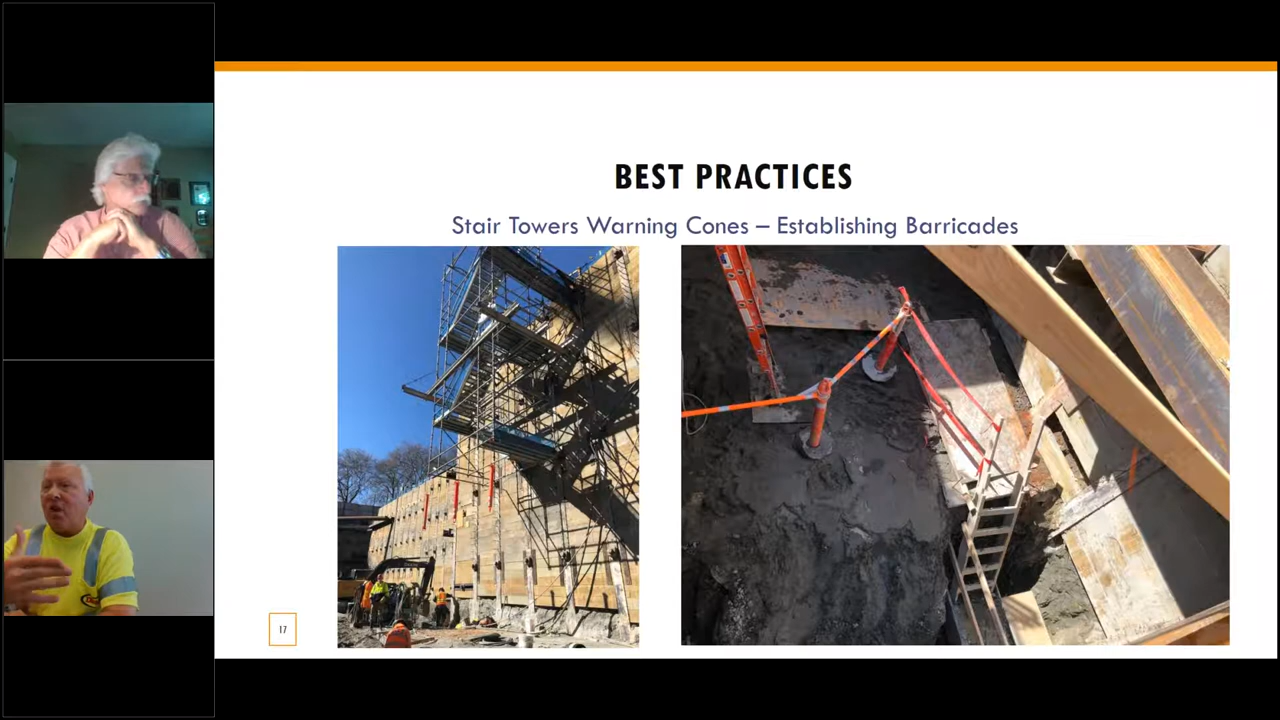 BEST PRACTICES
Stair Towers Warning Cones – Establishing Barricades
17